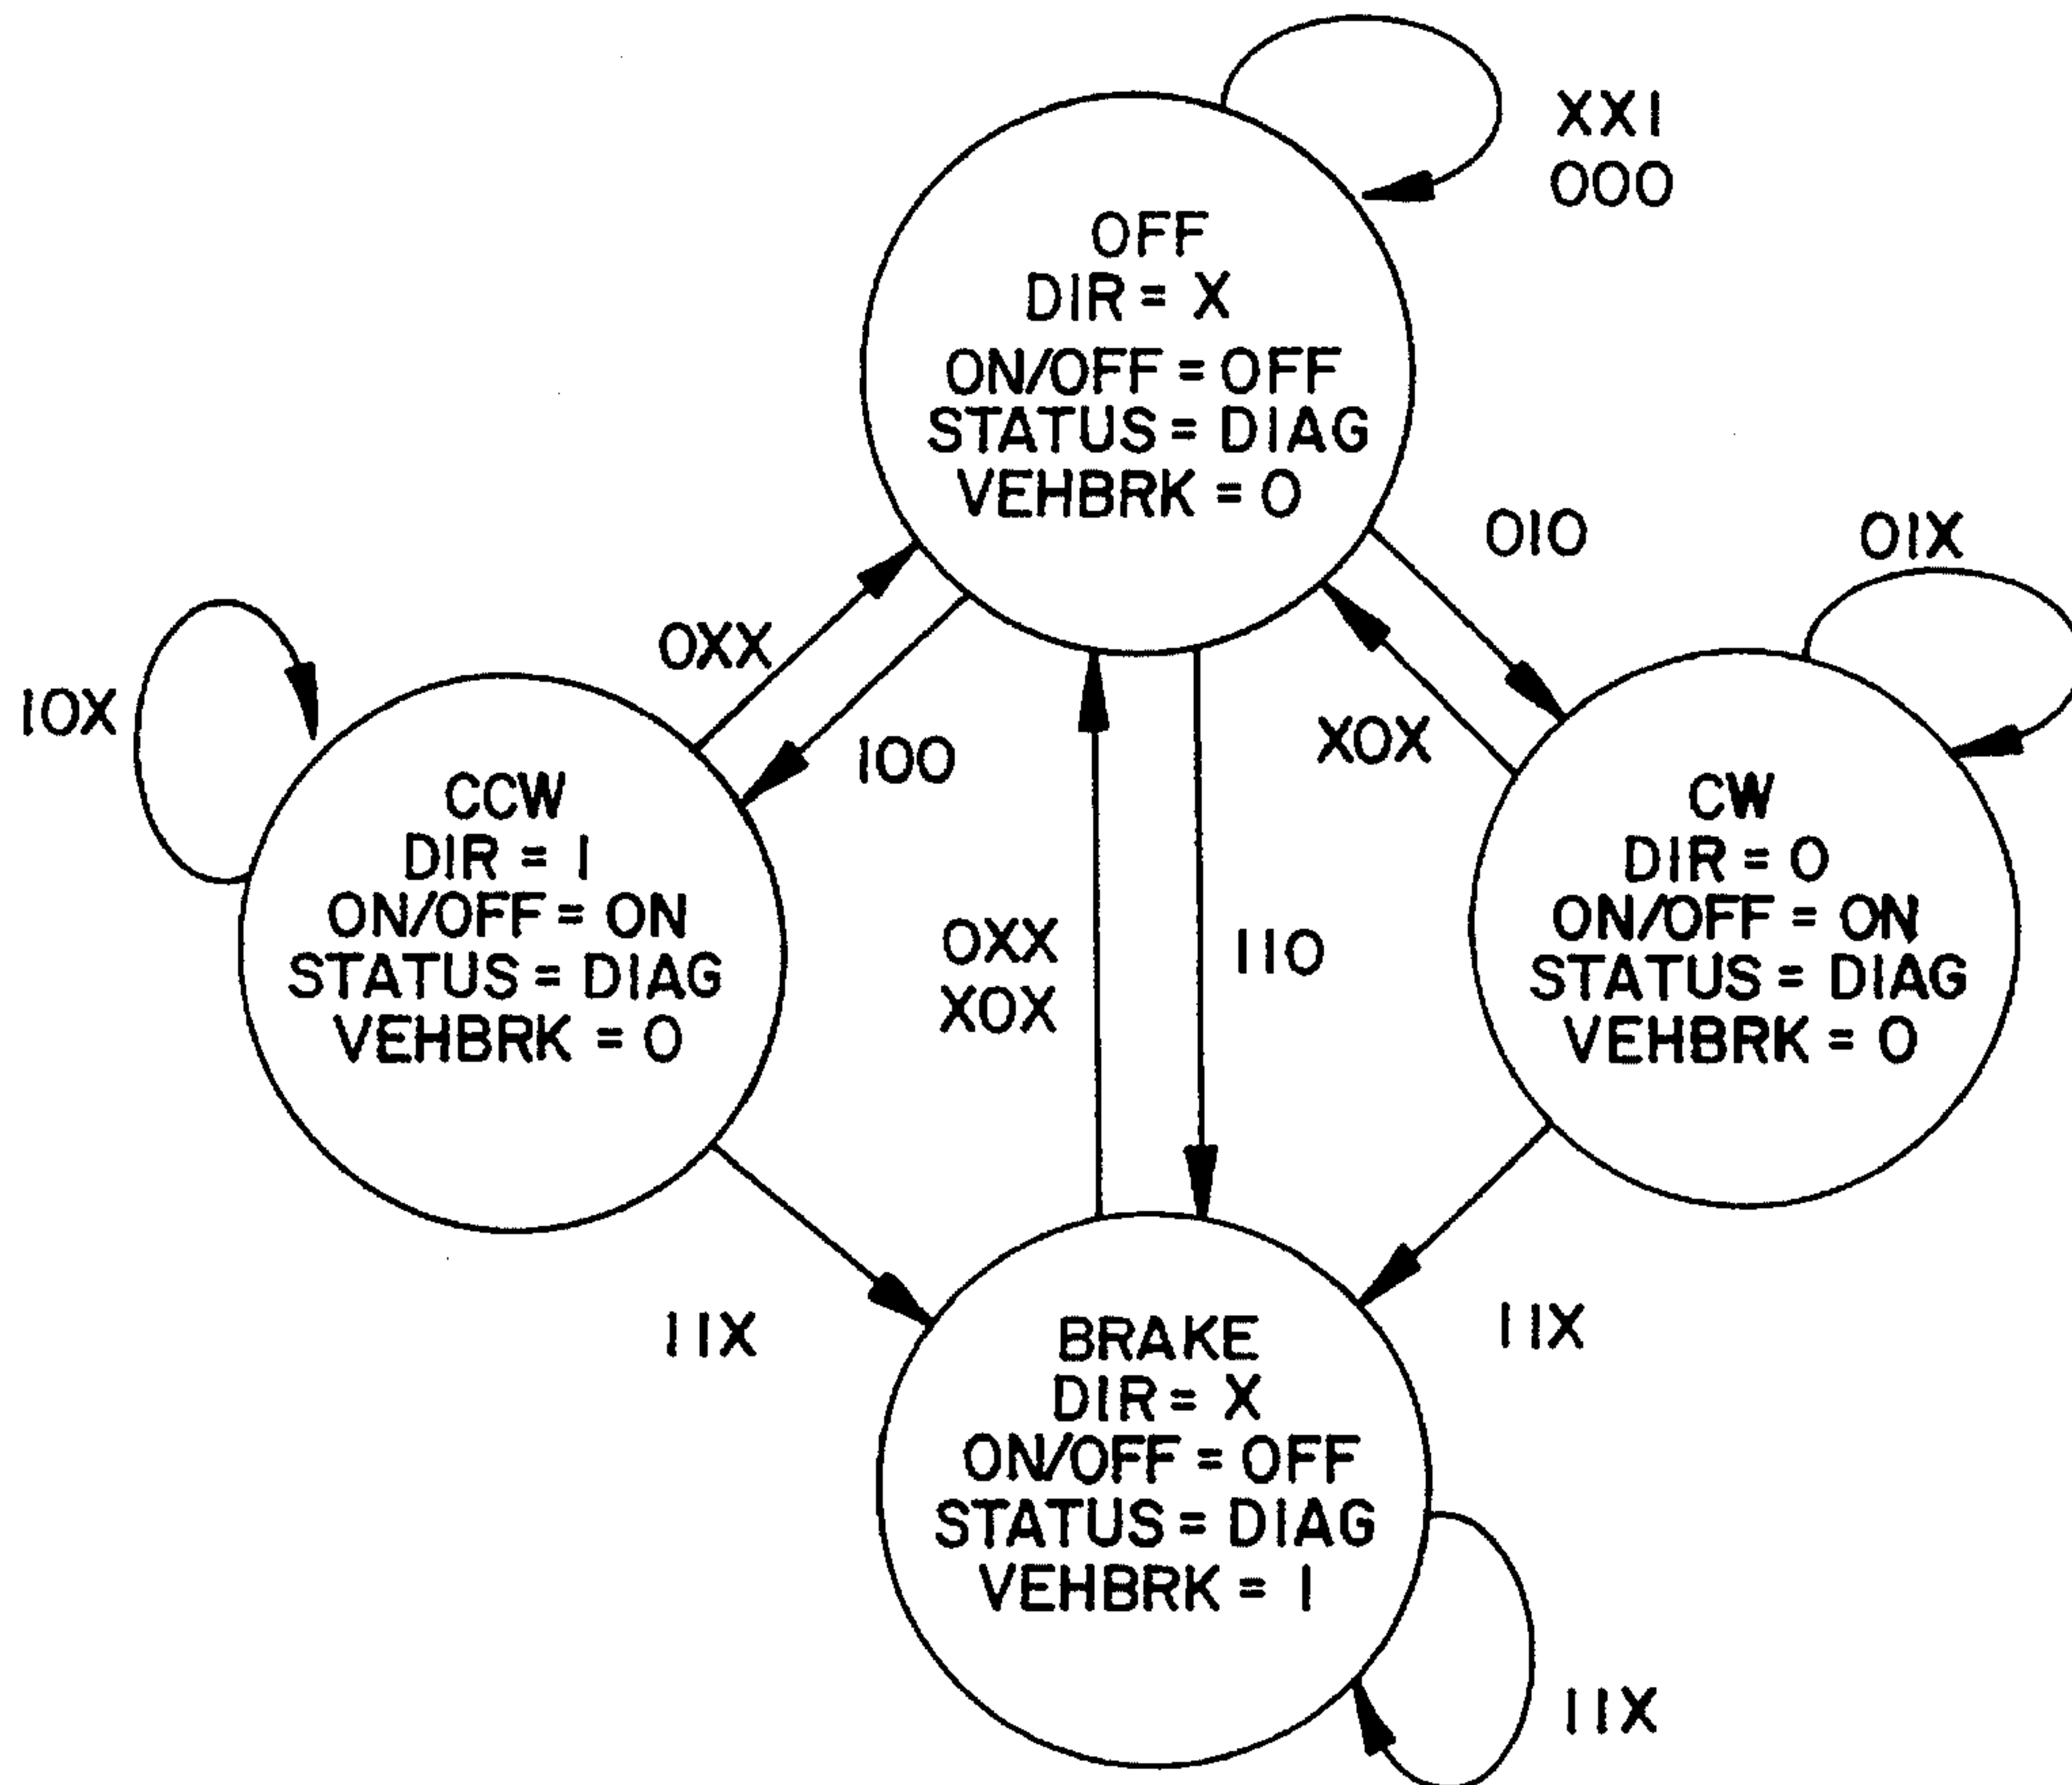 XX1
000
OFF
DIR = X
ON/OFF = OFF
STATUS = DIAG
VEHBRK = 0
010
01X
0XX
10X
X0X
100
CCW
DIR = 1
ON/OFF = ON
STATUS = DIAG
VEHBRK = 0
0XX
X0X
110
CW
DIR = 0
ON/OFF = ON
STATUS = DIAG
VEHBRK = 0
11X
11X
BRAKE
DIR = X
ON/OFF = OFF
STATUS = DIAG
VEHBRK = 1
11X